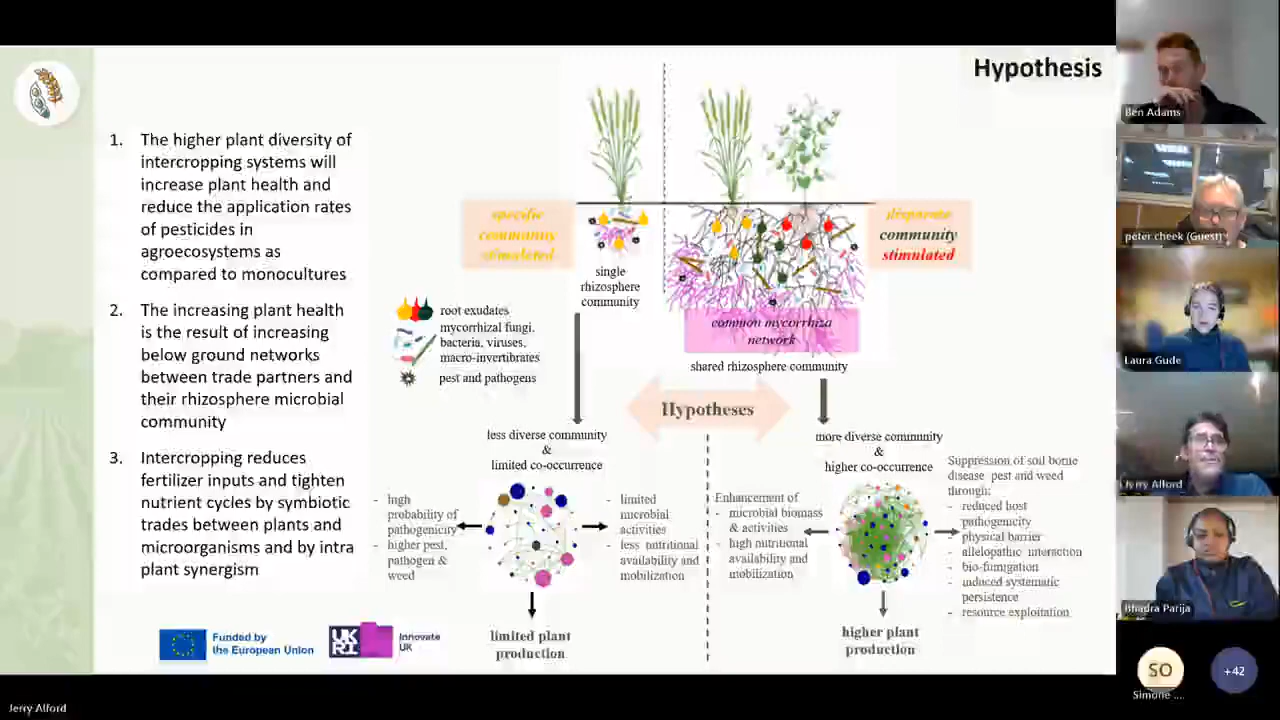 Hypothesis
1. The higher plant diversity of
intercropping systems will
increase plant health and
reduce the application rates
of pesticides in
agroecosystems as
compared to monocultures
2. The increasing plant health
is the result of increasing
below ground networks
between trade partners and
their rhizosphere microbial
community
3. Intercropping reduces
fertilizer inputs and tighten
nutrient cycles by symbiotic
trades between plants and
microorganisms and by intra
plant synergism
specific
community
stimulated
disparate
community
stimulated
single
rhizosphere
community
root exudates
mycorrhizal fungi,
bacteria, viruses,
macro-invertibrates
pest and pathogens
common mycorrhiza
network
shared rhizosphere community
Hypotheses
less diverse community
&
limited co-occurrence
- high
probability of
pathogenicity
- higher pest,
pathogen &
weed
- limited
microbial
activities
- less nutritional
availability and
mobilization
limited plant
production
more diverse community
&
higher co-occurrence
Enhancement of
- microbial biomass
& activities
- high nutritional
availability and
mobilization
Suppression of soil borne
disease pest and weed
through:
- reduced host
pathogenicity
- physical barrier
- allelopathic interaction
- bio-fumigation
- induced systematic
persistence
- resource exploitation
higher plant
production
Funded by
the European Union
UK
RI
Innovate
UK
Ben Adams
peter cheek (Guest)
Laura Gude
Jerry Alford
Bhadra Parija
SO
Simone ....
+42
Jerry Alford